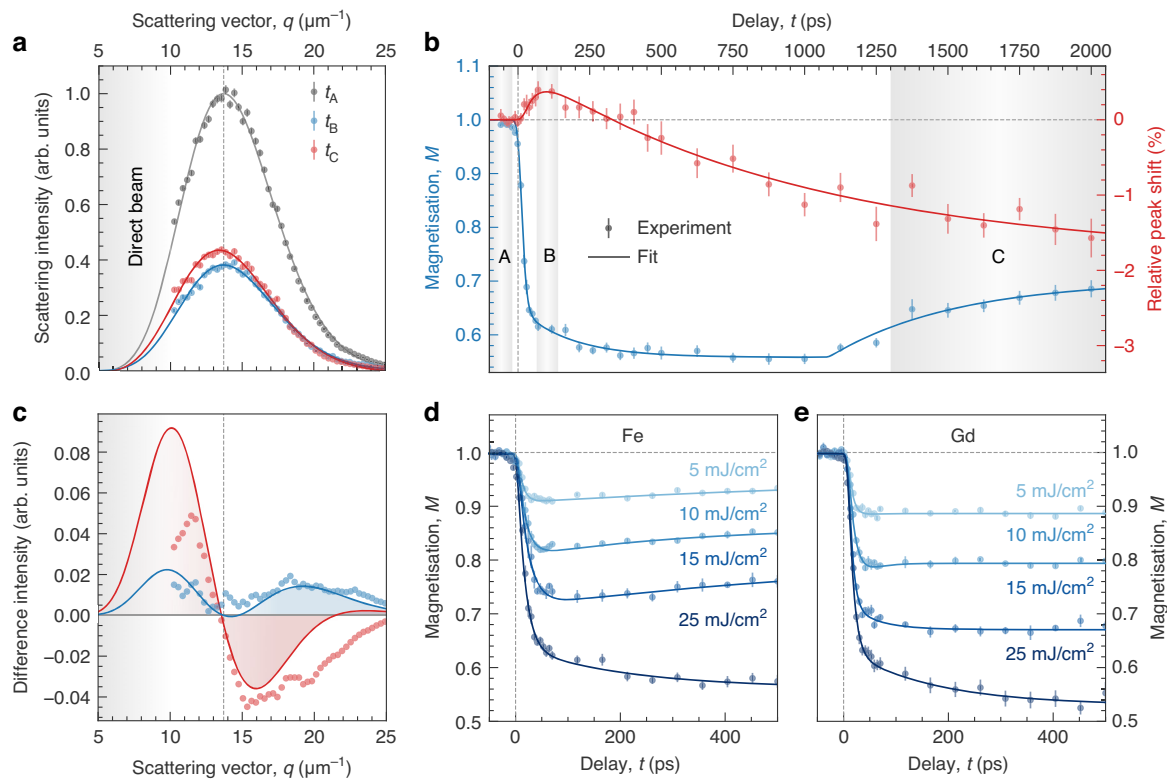 a
Scattering vector, q (µm⁻¹)
5 10 15 20 25
Scattering intensity (arb. units)
1.0
0.8
0.6
0.4
0.2
0.0
Direct beam
tA
tB
tC
b
Delay, t (ps)
0 250 500 750 1000 1250 1500 1750 2000
Magnetisation, M
1.1
1.0
0.9
0.8
0.7
0.6
A
B
C
Experiment
Fit
Relative peak shift (%)
0
−1
−2
−3
c
Difference intensity (arb. units)
0.08
0.06
0.04
0.02
0.00
−0.02
−0.04
5 10 15 20 25
Scattering vector, q (µm⁻¹)
d
Fe
Magnetisation, M
1.0
0.9
0.8
0.7
0.6
0.5
5 mJ/cm²
10 mJ/cm²
15 mJ/cm²
25 mJ/cm²
0 200 400
Delay, t (ps)
e
Gd
5 mJ/cm²
10 mJ/cm²
15 mJ/cm²
25 mJ/cm²
1.0
0.9
0.8
0.7
0.6
0.5
Magnetisation, M
0 200 400
Delay, t (ps)